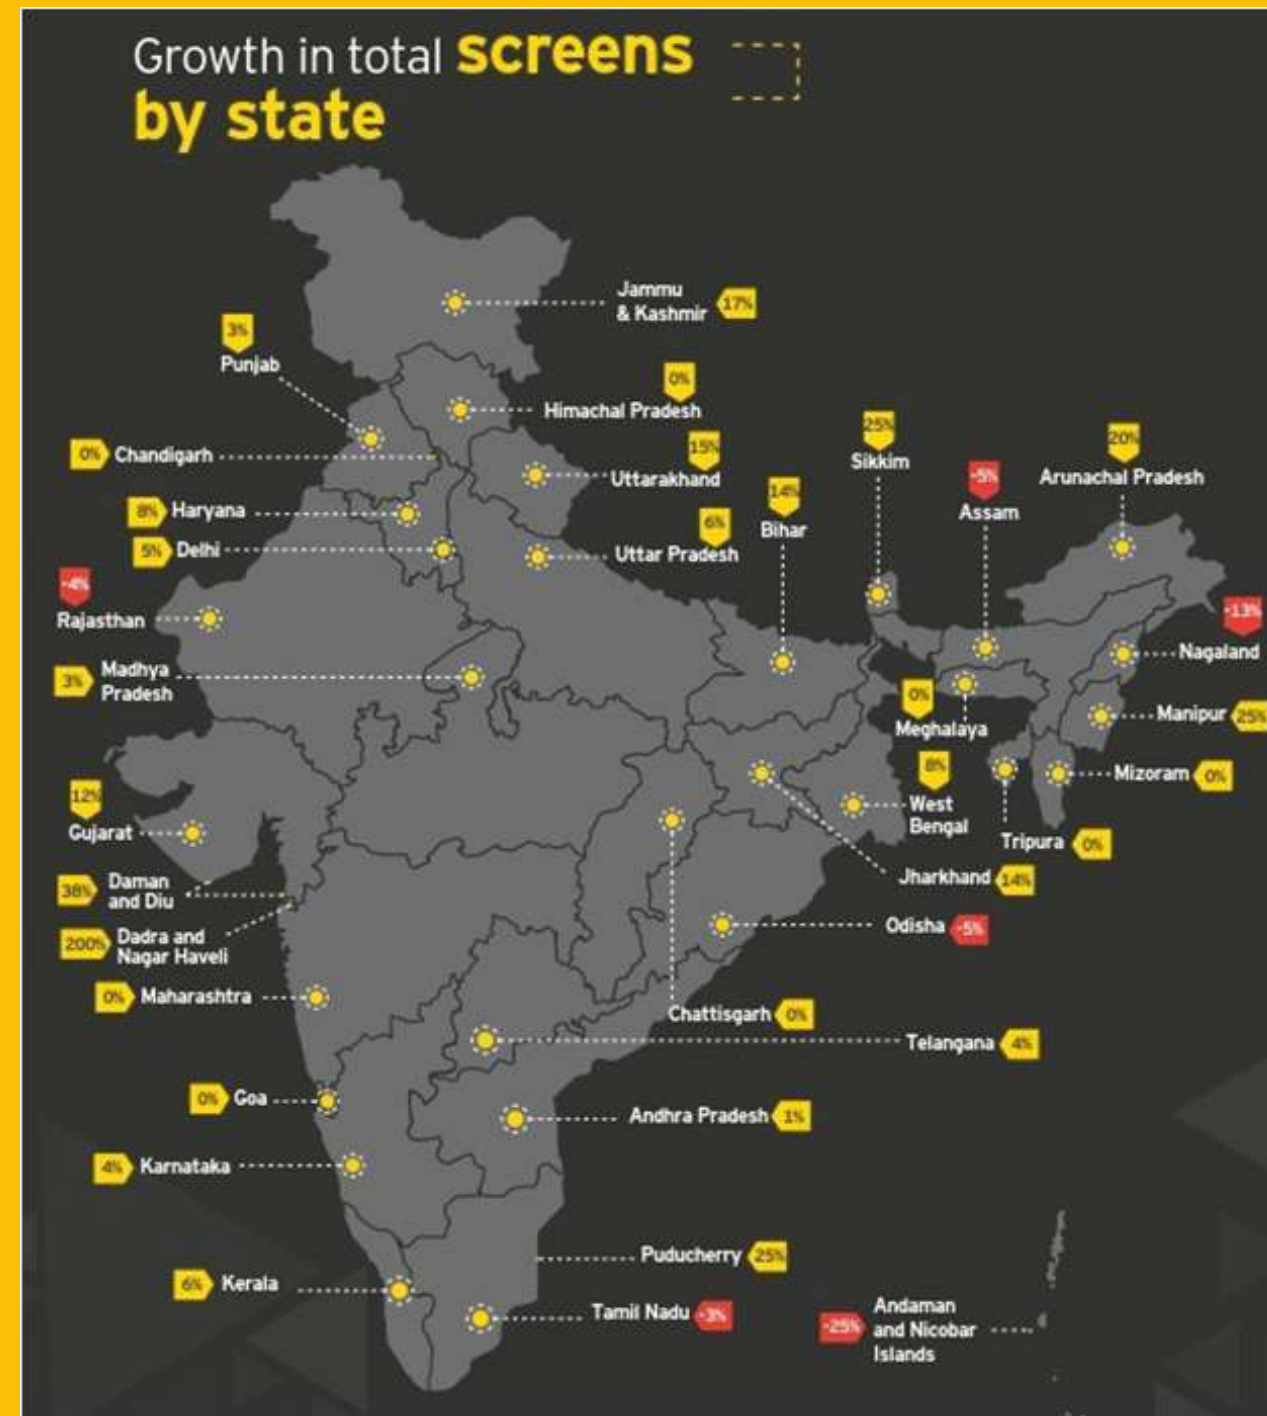 Growth in total screens
by state
Jammu
& Kashmir 17%
3%
Punjab
0%
Himachal Pradesh
0% Chandigarh
15%
Uttarakhand
25%
Sikkim
-5%
Assam
20%
Arunachal Pradesh
8% Haryana
14%
Bihar
5% Delhi
6%
Uttar Pradesh
-4%
Rajasthan
-13%
Nagaland
3% Madhya
Pradesh
0%
Meghalaya
Manipur 25%
8%
West
Bengal
Mizoram 0%
12%
Gujarat
Tripura 0%
Jharkhand 14%
38% Daman
and Diu
Odisha -5%
200% Dadra and
Nagar Haveli
0% Maharashtra
Chattisgarh 0%
Telangana 4%
0% Goa
Andhra Pradesh 1%
4% Karnataka
Puducherry 25%
6% Kerala
Tamil Nadu -3%
-25% Andaman
and Nicobar
Islands